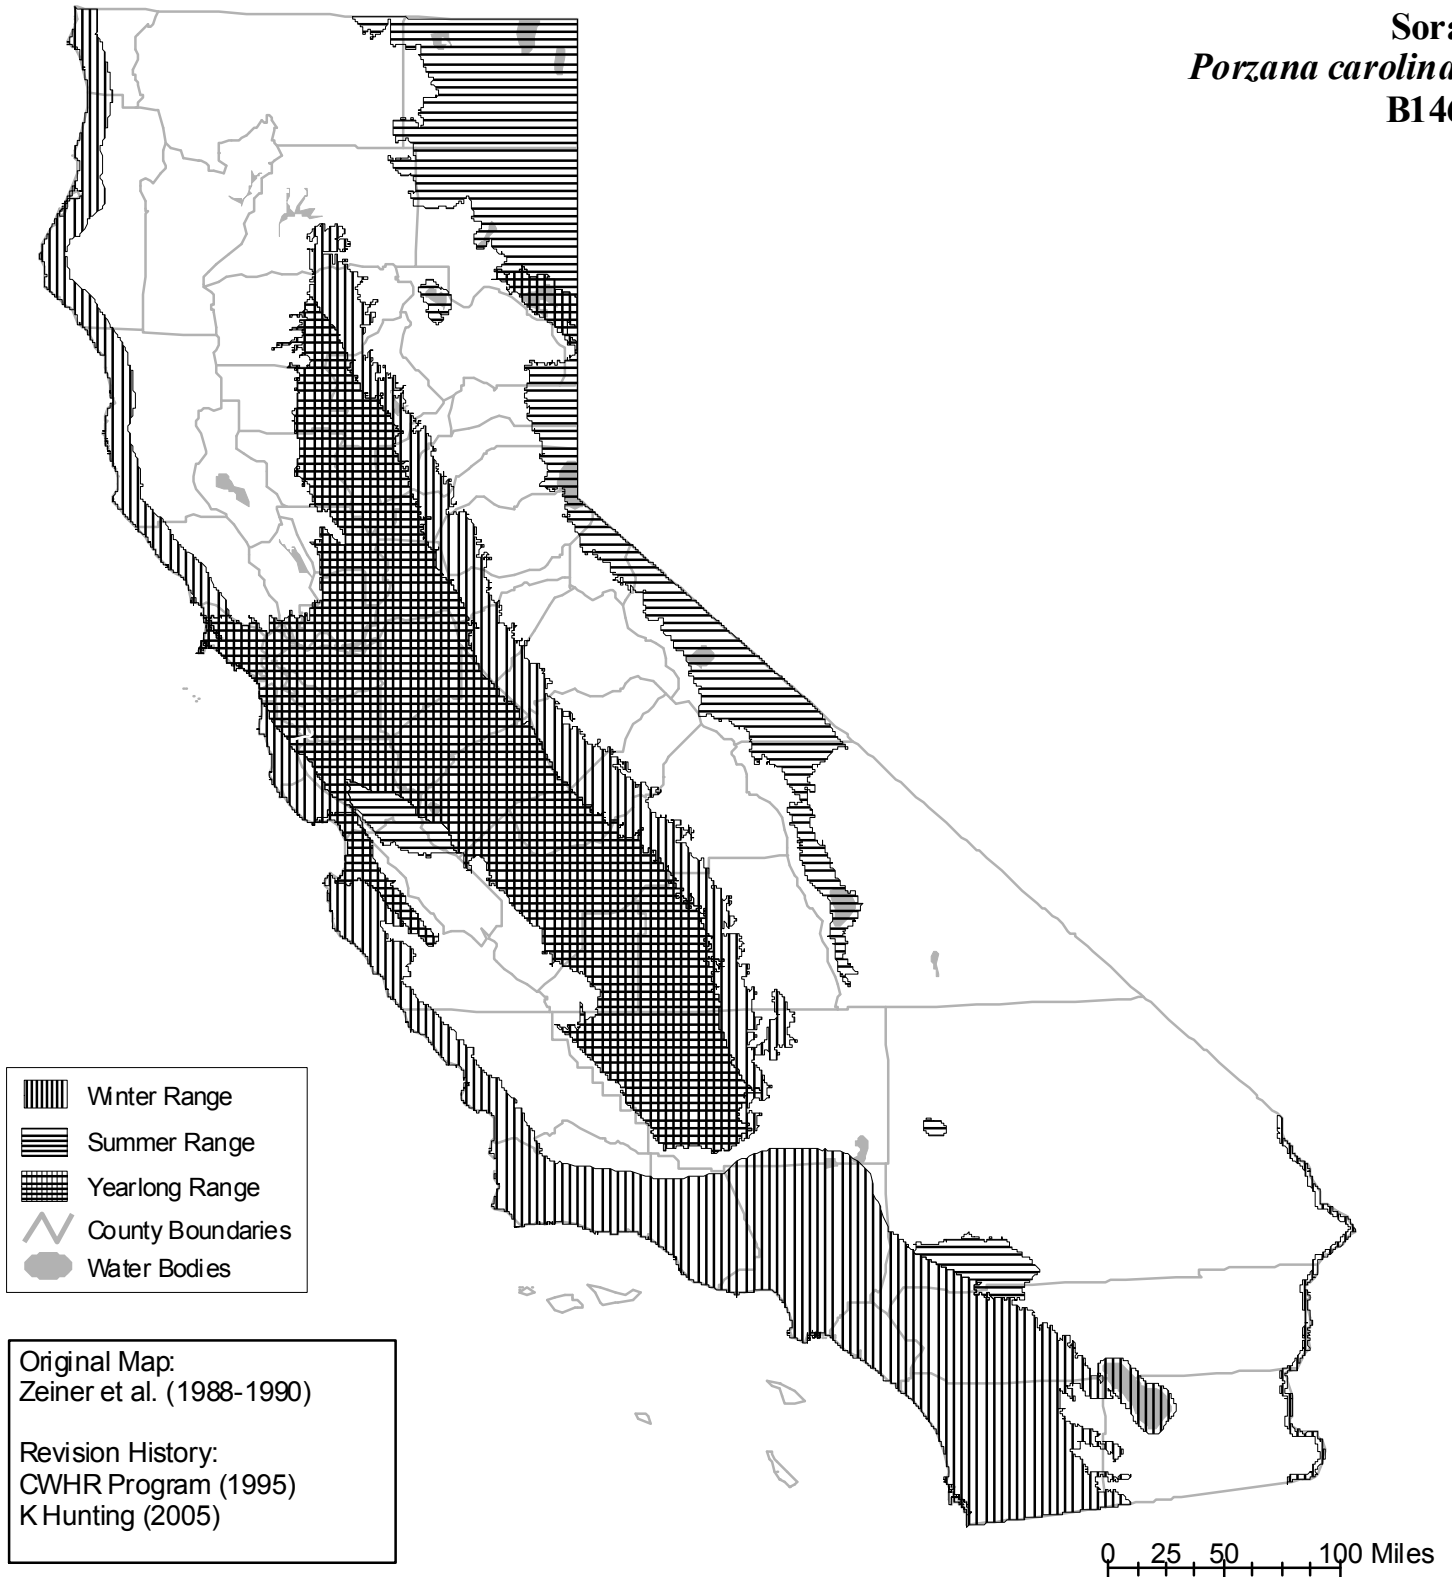 Sora
Porzana carolina
B146
Winter Range
Summer Range
Yearlong Range
County Boundaries
Water Bodies
Original Map:
Zeiner et al. (1988-1990)
Revision History:
CWHR Program (1995)
K Hunting (2005)
0 25 50 100 Miles